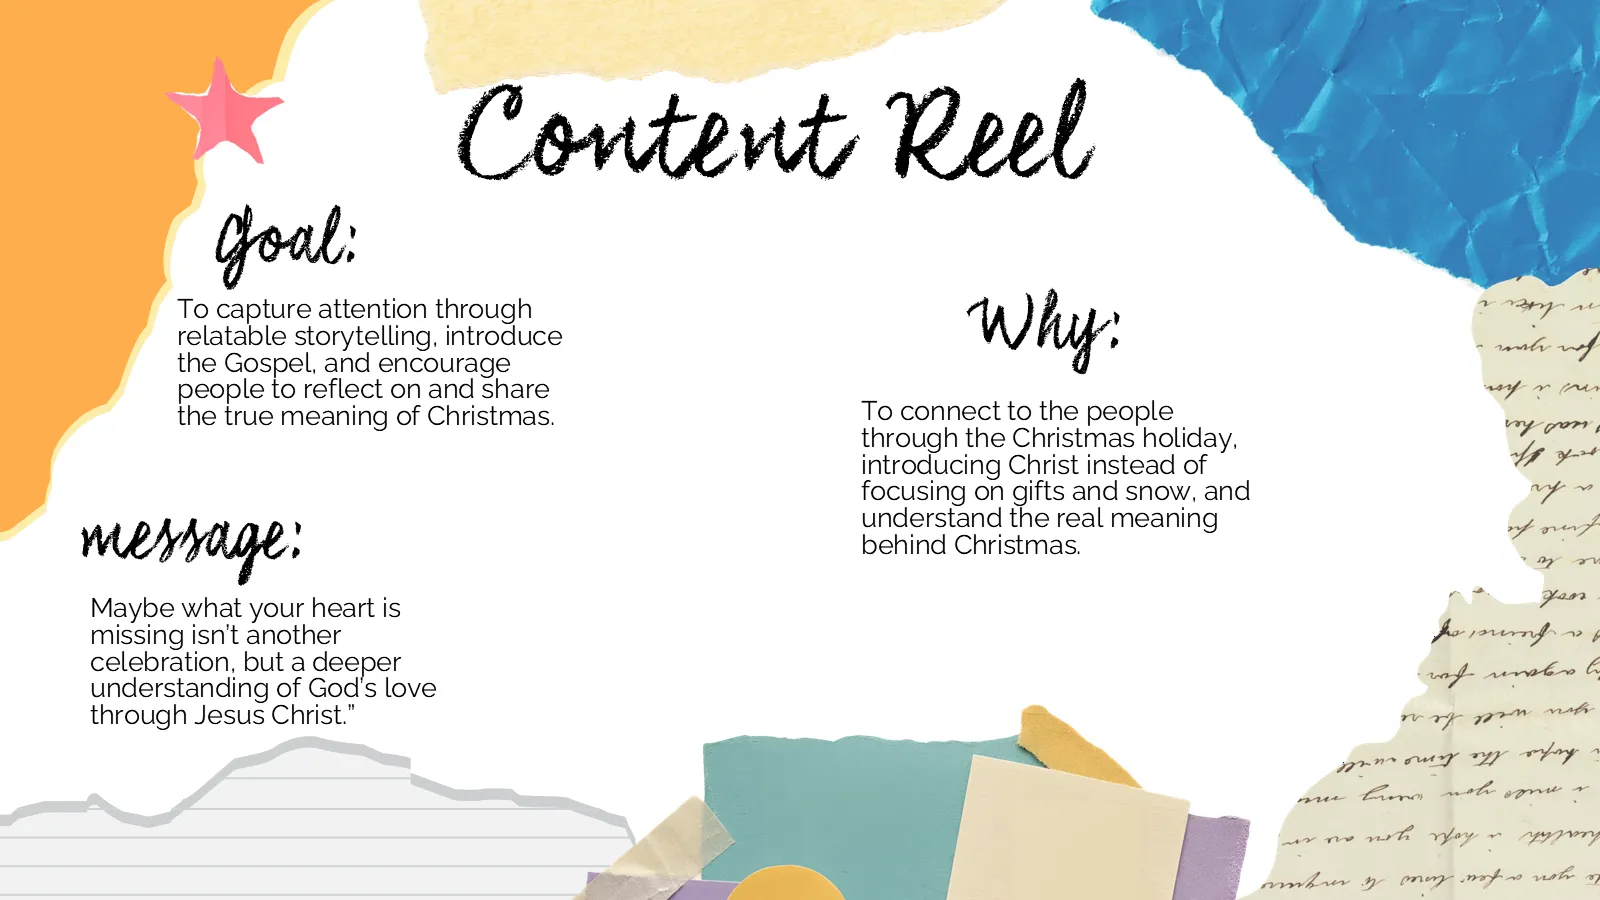 Content Reel
Goal:
To capture attention through
relatable storytelling, introduce
the Gospel, and encourage
people to reflect on and share
the true meaning of Christmas.
Why:
To connect to the people
through the Christmas holiday,
introducing Christ instead of
focusing on gifts and snow, and
understand the real meaning
behind Christmas.
message:
Maybe what your heart is
missing isn't another
celebration, but a deeper
understanding of God's love
through Jesus Christ.”